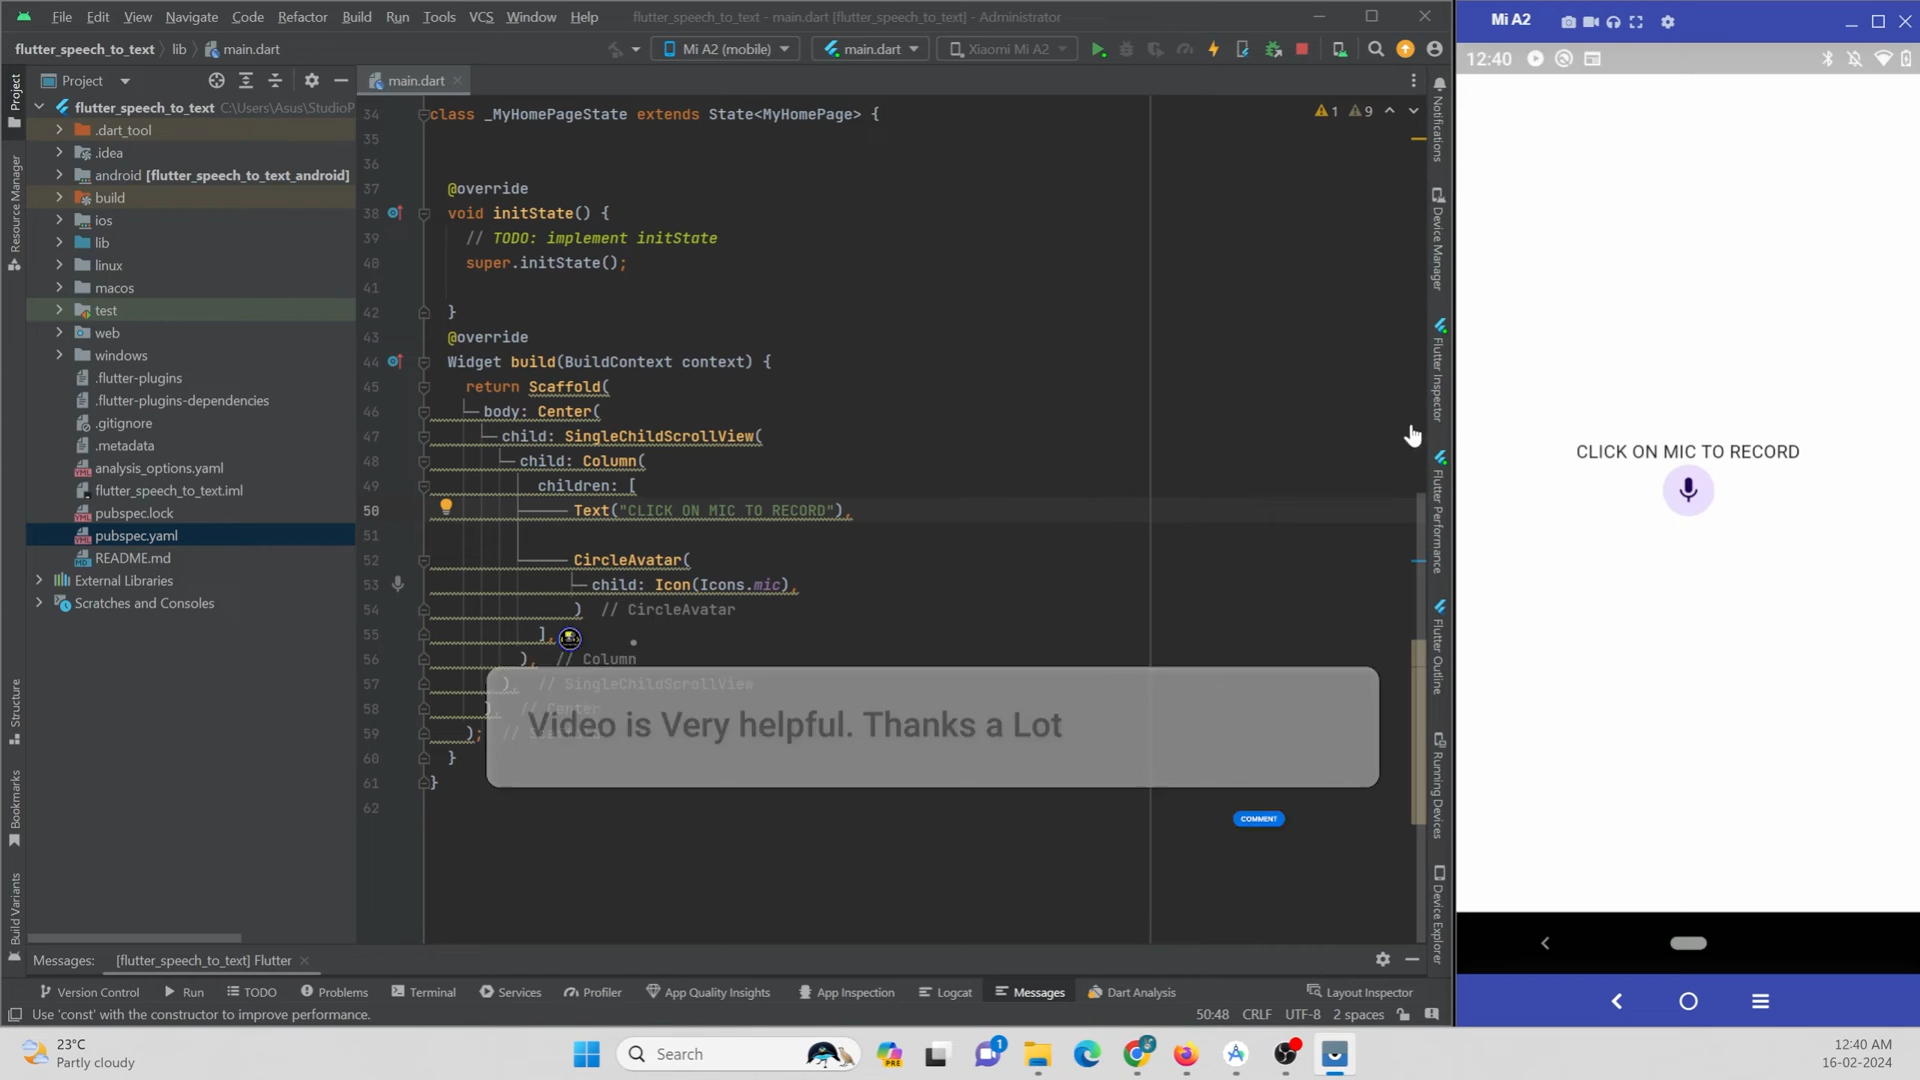 File Edit View Navigate Code Refactor Build Run Tools VCS Window Help flutter_speech_to_text - main.dart [flutter_speech_to_text] - Administrator
flutter_speech_to_text lib main.dart Mi A2 (mobile) main.dart Xiaomi Mi A2
Project
main.dart
flutter_speech_to_text C:\Users\Asus\StudioP
.dart_tool
.idea
android [flutter_speech_to_text_android]
build
ios
lib
linux
macos
test
web
windows
.flutter-plugins
.flutter-plugins-dependencies
.gitignore
.metadata
analysis_options.yaml
flutter_speech_to_text.iml
pubspec.lock
pubspec.yaml
README.md
External Libraries
Scratches and Consoles
Project
Resource Manager
Structure
Bookmarks
Build Variants
1 9
34 class _MyHomePageState extends State<MyHomePage> {
35
36
37 @override
38 void initState() {
39 // TODO: implement initState
40 super.initState();
41
42 }
43 @override
44 Widget build(BuildContext context) {
45 return Scaffold(
46 body: Center(
47 child: SingleChildScrollView(
48 child: Column(
49 children: [
50 Text("CLICK ON MIC TO RECORD"),
51
52 CircleAvatar(
53 child: Icon(Icons.mic),
54 ) // CircleAvatar
55 ],
56 ), // Column
57 ), // SingleChildScrollView
58 ), // Center
59 ); //
60 }
61 }
62
Video is Very helpful. Thanks a Lot
COMMENT
Notifications
Device Manager
Flutter Inspector
Flutter Performance
Flutter Outline
Running Devices
Device Explorer
Messages: [flutter_speech_to_text] Flutter
Version Control Run TODO Problems Terminal Services Profiler App Quality Insights App Inspection Logcat Messages Dart Analysis Layout Inspector
Use 'const' with the constructor to improve performance. 50:48 CRLF UTF-8 2 spaces
Mi A2
12:40
CLICK ON MIC TO RECORD
23°C
Partly cloudy
Search
PRE
1
12:40 AM
16-02-2024